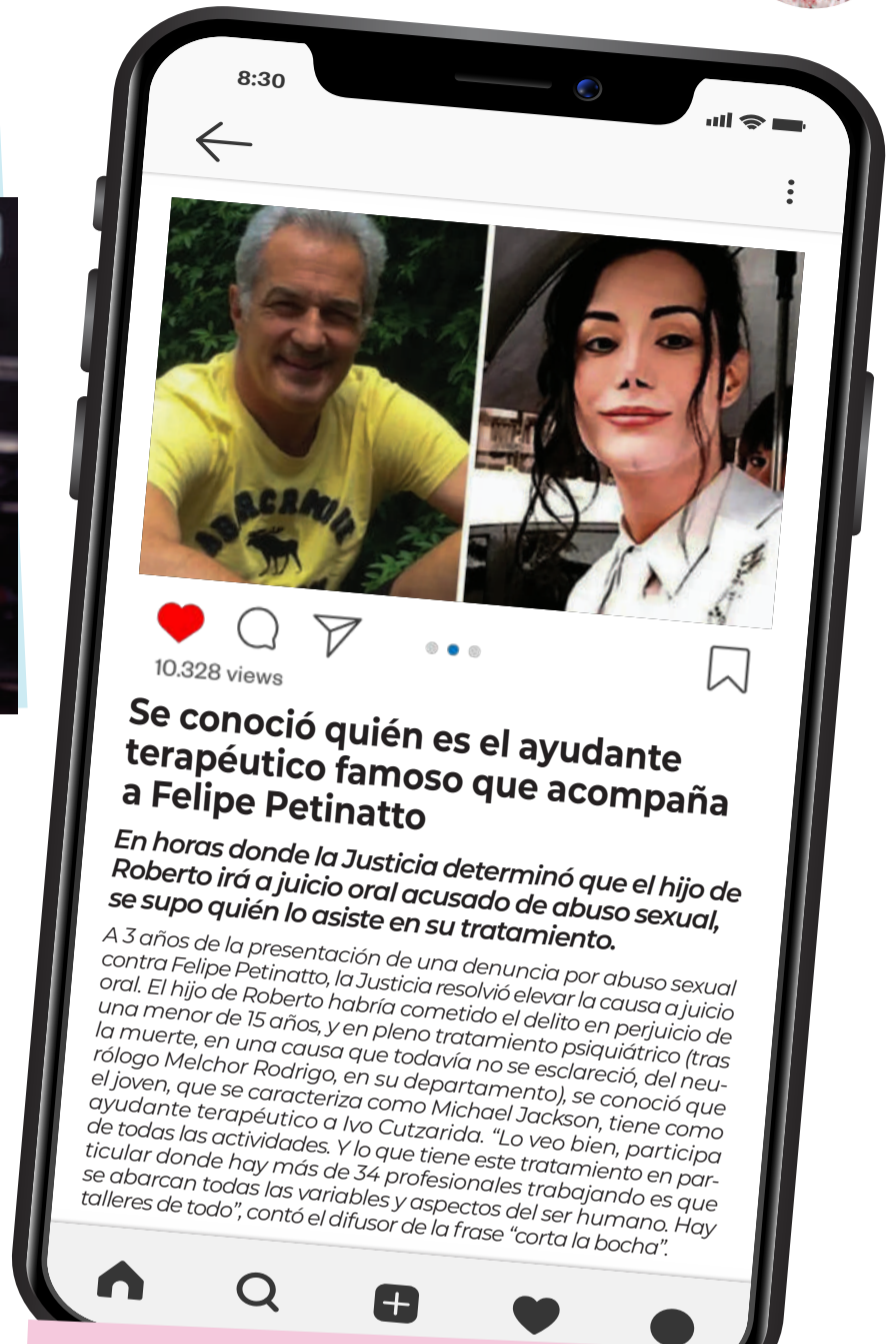 8:30
ABERCROMBIE
10.328 views
Se conoció quién es el ayudante
terapéutico famoso que acompaña
a Felipe Petinatto
En horas donde la Justicia determinó que el hijo de
Roberto irá a juicio oral acusado de abuso sexual,
se supo quién lo asiste en su tratamiento.
A 3 años de la presentación de una denuncia por abuso sexual
contra Felipe Petinatto, la Justicia resolvió elevar la causa a juicio
oral. El hijo de Roberto habría cometido el delito en perjuicio de
una menor de 15 años, y en pleno tratamiento psiquiátrico (tras
la muerte, en una causa que todavía no se esclareció, del neu-
rólogo Melchor Rodrigo, en su departamento), se conoció que
el joven, que se caracteriza como Michael Jackson, tiene como
ayudante terapéutico a Ivo Cutzarida. “Lo veo bien, participa
de todas las actividades. Y lo que tiene este tratamiento en par-
ticular donde hay más de 34 profesionales trabajando es que
se abarcan todas las variables y aspectos del ser humano. Hay
talleres de todo”, contó el difusor de la frase “corta la bocha”.